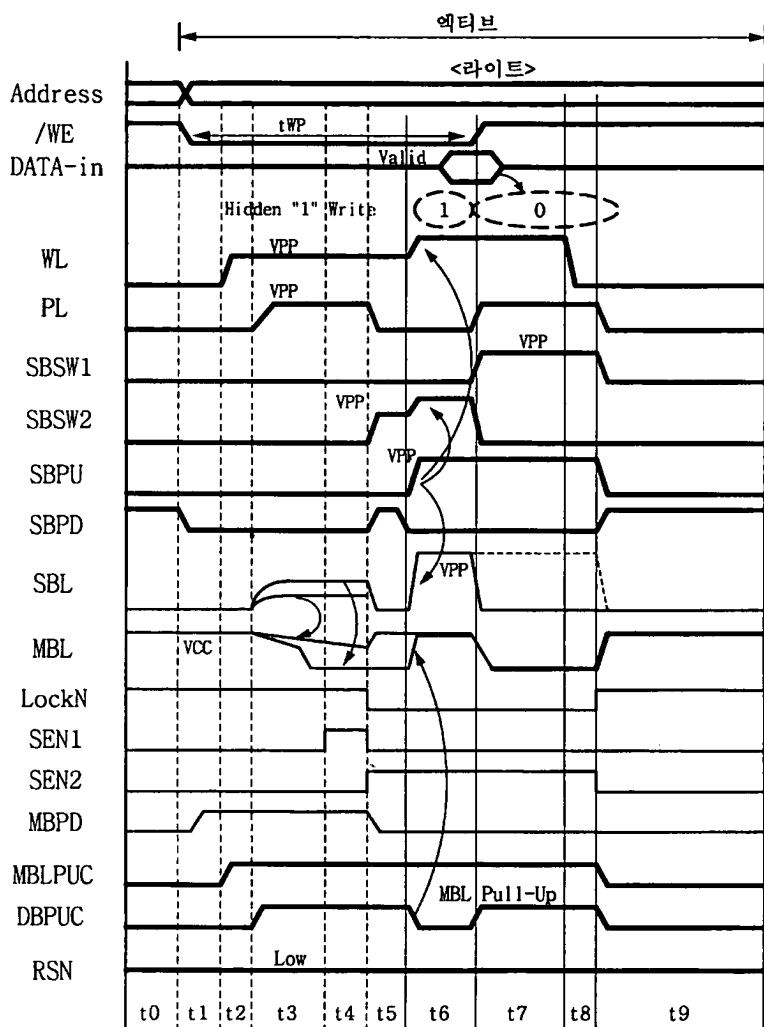 엑티브
<라이트>
Address
/WE
tWP
DATA-in
Valid
Hidden "1" Write
1
0
WL
VPP
PL
VPP
SBSW1
VPP
SBSW2
VPP
SBPU
VPP
SBPD
SBL
VPP
MBL
VCC
LockN
SEN1
SEN2
MBPD
MBLPUC
MBL Pull-Up
DBPUC
RSN
Low
t0 t1 t2 t3 t4 t5 t6 t7 t8 t9